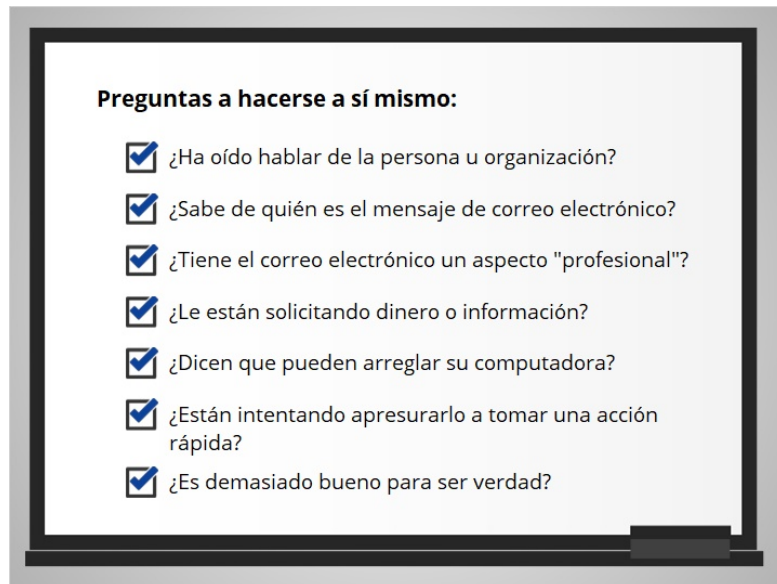 Preguntas a hacerse a sí mismo:
¿Ha oído hablar de la persona u organización?
¿Sabe de quién es el mensaje de correo electrónico?
¿Tiene el correo electrónico un aspecto "profesional"?
¿Le están solicitando dinero o información?
¿Dicen que pueden arreglar su computadora?
¿Están intentando apresurarlo a tomar una acción
rápida?
¿Es demasiado bueno para ser verdad?